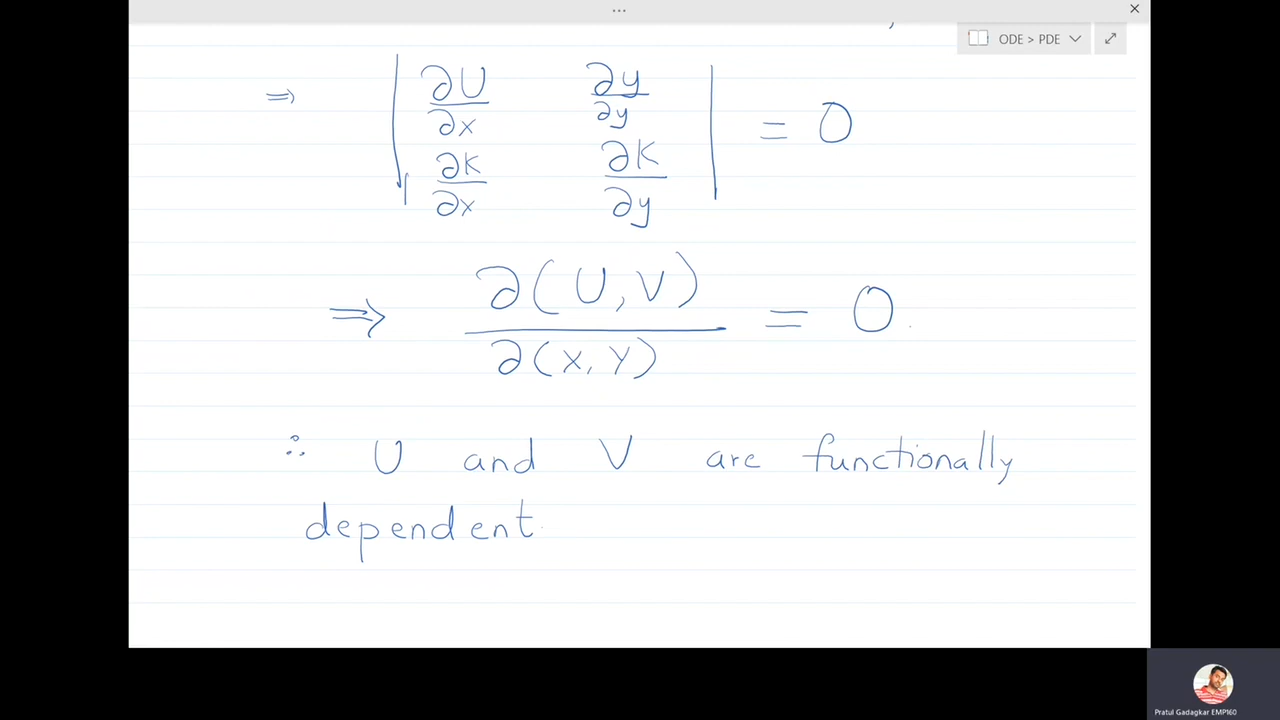 ODE > PDE
⇒ | ∂U/∂x ∂y/∂y | = 0
| ∂K/∂x ∂K/∂y |
⇒ ∂(U,V)/∂(x,y) = 0.
∴ U and V are functionally
dependent
Pratul Gadagkar EMP160